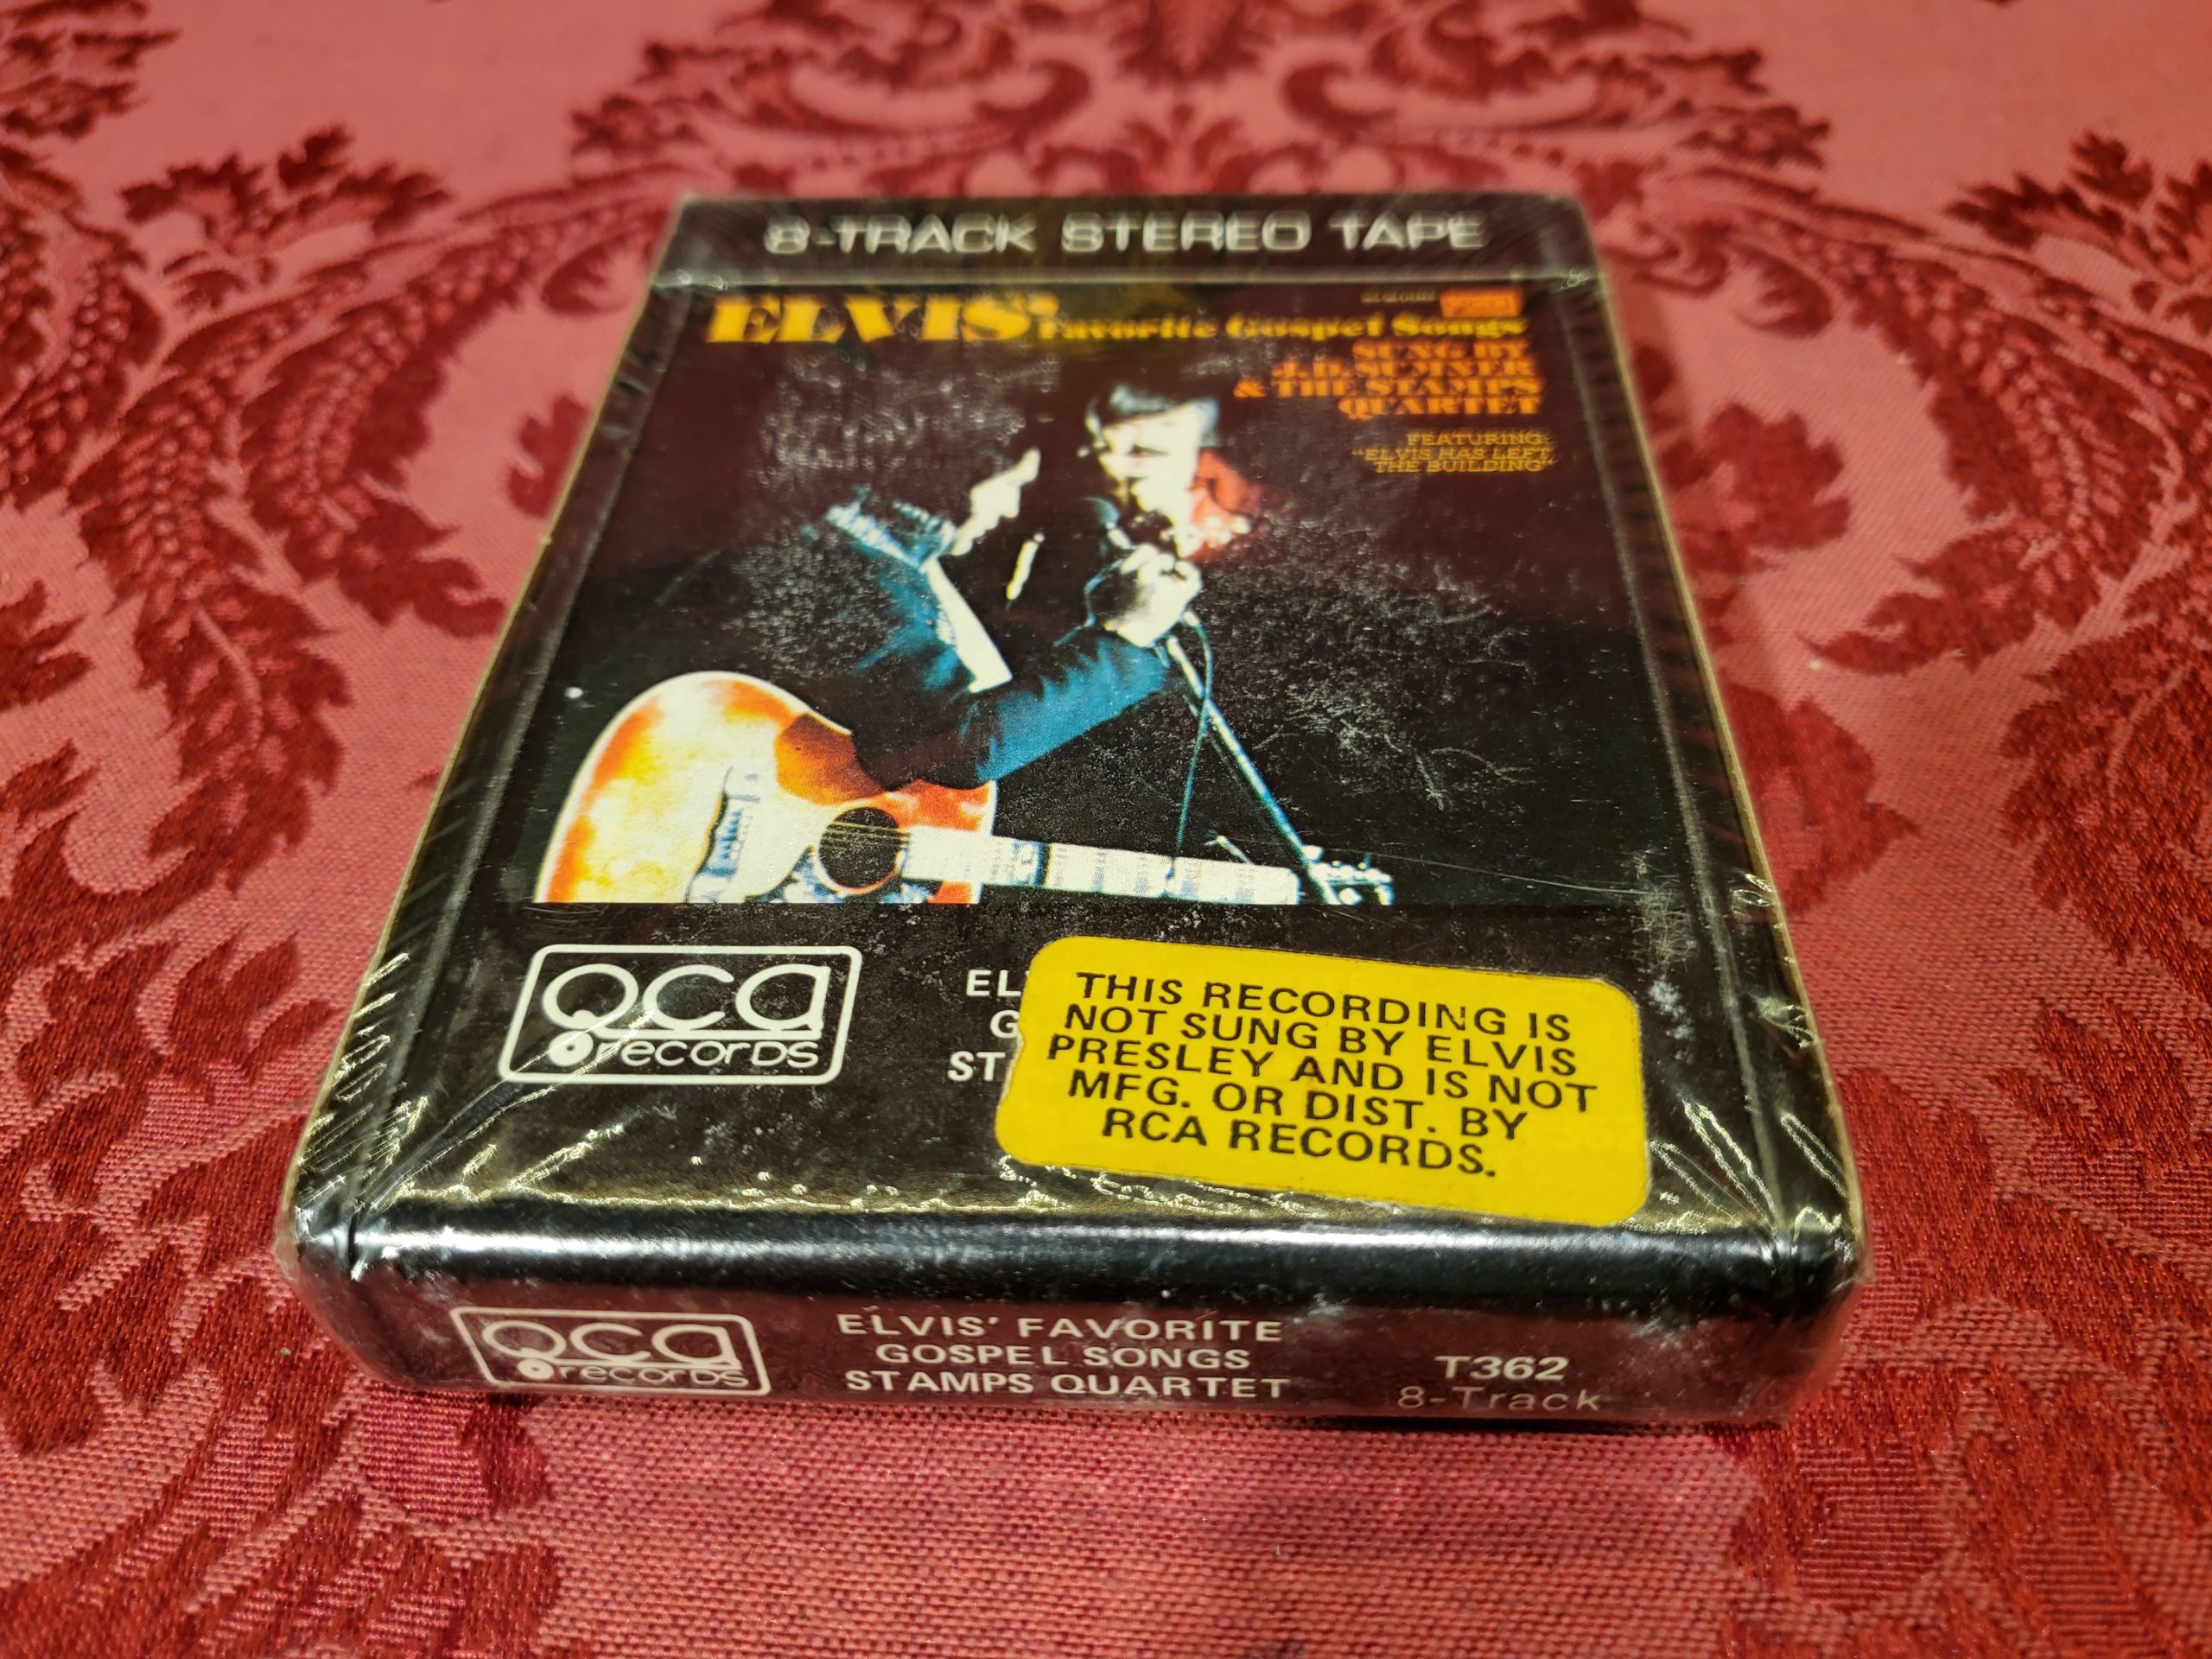 8-TRACK STEREO TAPE
ELVIS' Favorite Gospel Songs
SUNG BY
J.D. SUMNER
& THE STAMPS
QUARTET
FEATURING:
"ELVIS HAS LEFT
THE BUILDING"
QCA
records
EL
G
ST
THIS RECORDING IS
NOT SUNG BY ELVIS
PRESLEY AND IS NOT
MFG. OR DIST. BY
RCA RECORDS.
QCA
records
ELVIS' FAVORITE
GOSPEL SONGS
STAMPS QUARTET
T362
8-Track